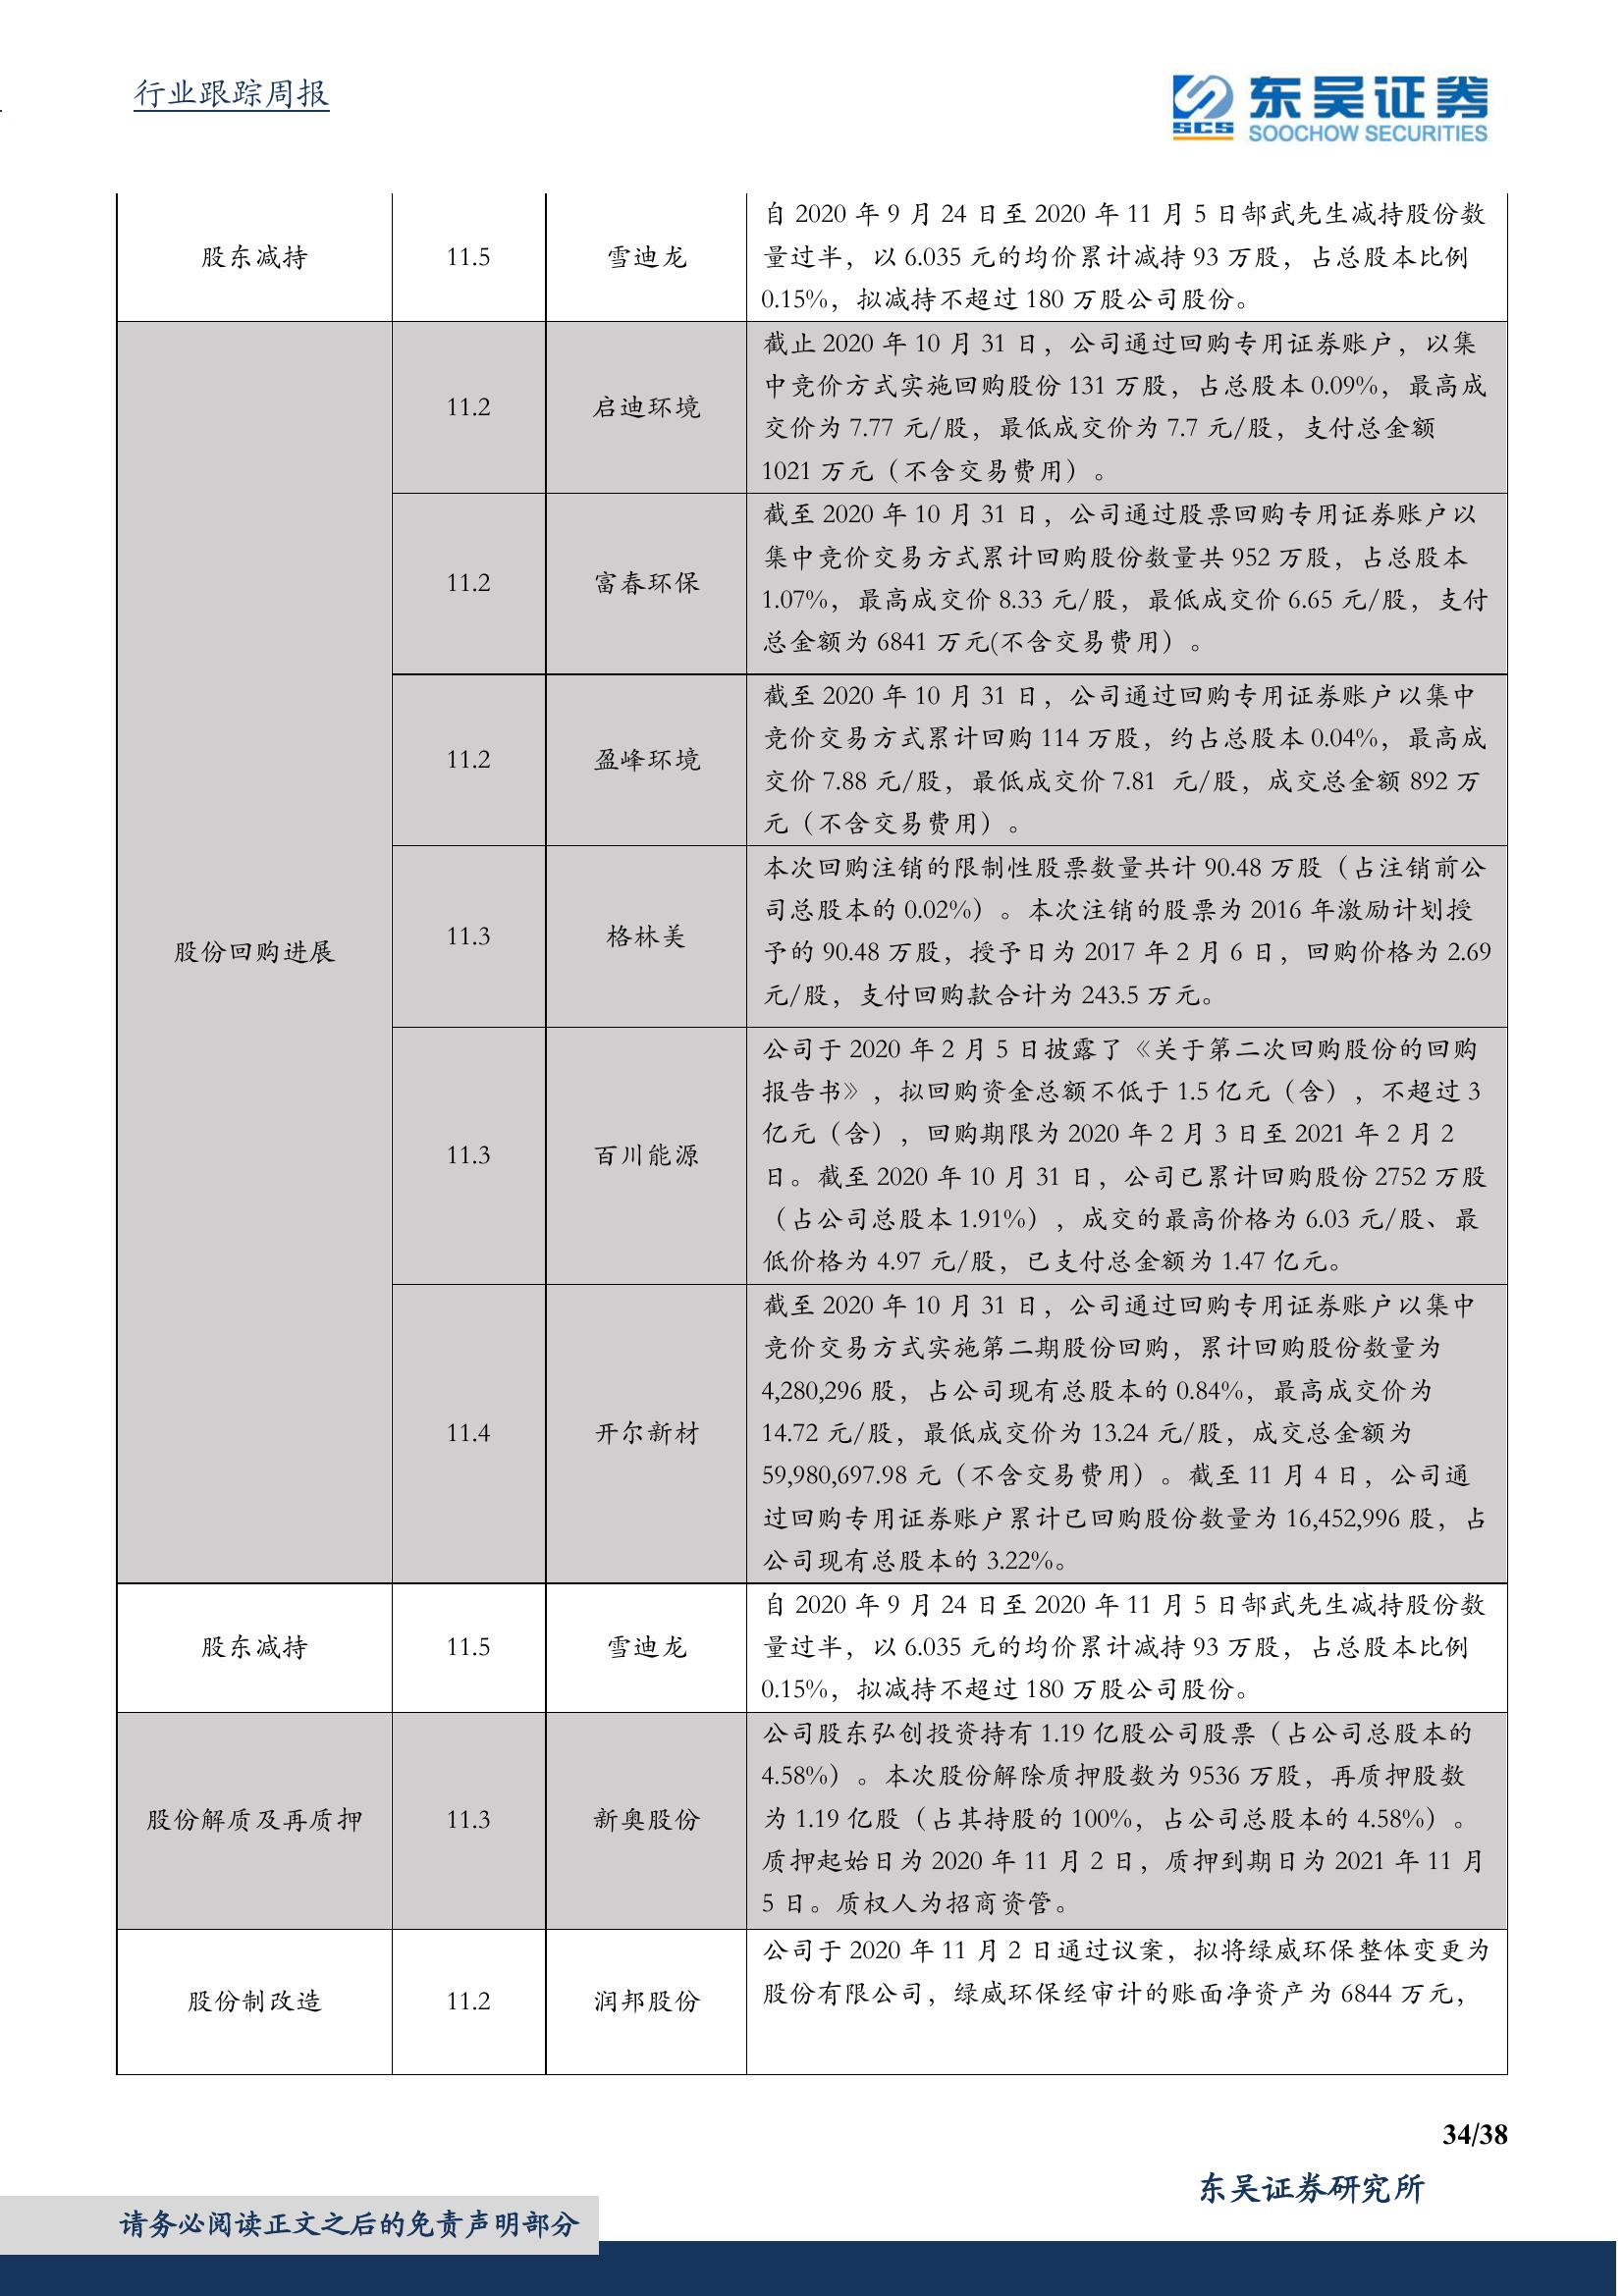 行业跟踪周报
东吴证券
SCS
SOOCHOW SECURITIES
股东减持
11.5
雪迪龙
自 2020 年 9 月 24 日至 2020 年 11 月 5 日郜武先生减持股份数
量过半，以 6.035 元的均价累计减持 93 万股，占总股本比例
0.15%，拟减持不超过 180 万股公司股份。
股份回购进展
11.2
启迪环境
截止 2020 年 10 月 31 日，公司通过回购专用证券账户，以集
中竞价方式实施回购股份 131 万股，占总股本 0.09%，最高成
交价为 7.77 元/股，最低成交价为 7.7 元/股，支付总金额
1021 万元（不含交易费用）。
11.2
富春环保
截至 2020 年 10 月 31 日，公司通过股票回购专用证券账户以
集中竞价交易方式累计回购股份数量共 952 万股，占总股本
1.07%，最高成交价 8.33 元/股，最低成交价 6.65 元/股，支付
总金额为 6841 万元(不含交易费用）。
11.2
盈峰环境
截至 2020 年 10 月 31 日，公司通过回购专用证券账户以集中
竞价交易方式累计回购 114 万股，约占总股本 0.04%，最高成
交价 7.88 元/股，最低成交价 7.81 元/股，成交总金额 892 万
元（不含交易费用）。
11.3
格林美
本次回购注销的限制性股票数量共计 90.48 万股（占注销前公
司总股本的 0.02%）。本次注销的股票为 2016 年激励计划授
予的 90.48 万股，授予日为 2017 年 2 月 6 日，回购价格为 2.69
元/股，支付回购款合计为 243.5 万元。
11.3
百川能源
公司于 2020 年 2 月 5 日披露了《关于第二次回购股份的回购
报告书》，拟回购资金总额不低于 1.5 亿元（含），不超过 3
亿元（含），回购期限为 2020 年 2 月 3 日至 2021 年 2 月 2
日。截至 2020 年 10 月 31 日，公司已累计回购股份 2752 万股
（占公司总股本 1.91%），成交的最高价格为 6.03 元/股、最
低价格为 4.97 元/股，已支付总金额为 1.47 亿元。
11.4
开尔新材
截至 2020 年 10 月 31 日，公司通过回购专用证券账户以集中
竞价交易方式实施第二期股份回购，累计回购股份数量为
4,280,296 股，占公司现有总股本的 0.84%，最高成交价为
14.72 元/股，最低成交价为 13.24 元/股，成交总金额为
59,980,697.98 元（不含交易费用）。截至 11 月 4 日，公司通
过回购专用证券账户累计已回购股份数量为 16,452,996 股，占
公司现有总股本的 3.22%。
股东减持
11.5
雪迪龙
自 2020 年 9 月 24 日至 2020 年 11 月 5 日郜武先生减持股份数
量过半，以 6.035 元的均价累计减持 93 万股，占总股本比例
0.15%，拟减持不超过 180 万股公司股份。
股份解质及再质押
11.3
新奥股份
公司股东弘创投资持有 1.19 亿股公司股票（占公司总股本的
4.58%）。本次股份解除质押股数为 9536 万股，再质押股数
为 1.19 亿股（占其持股的 100%，占公司总股本的 4.58%）。
质押起始日为 2020 年 11 月 2 日，质押到期日为 2021 年 11 月
5 日。质权人为招商资管。
股份制改造
11.2
润邦股份
公司于 2020 年 11 月 2 日通过议案，拟将绿威环保整体变更为
股份有限公司，绿威环保经审计的账面净资产为 6844 万元，
34/38
东吴证券研究所
请务必阅读正文之后的免责声明部分